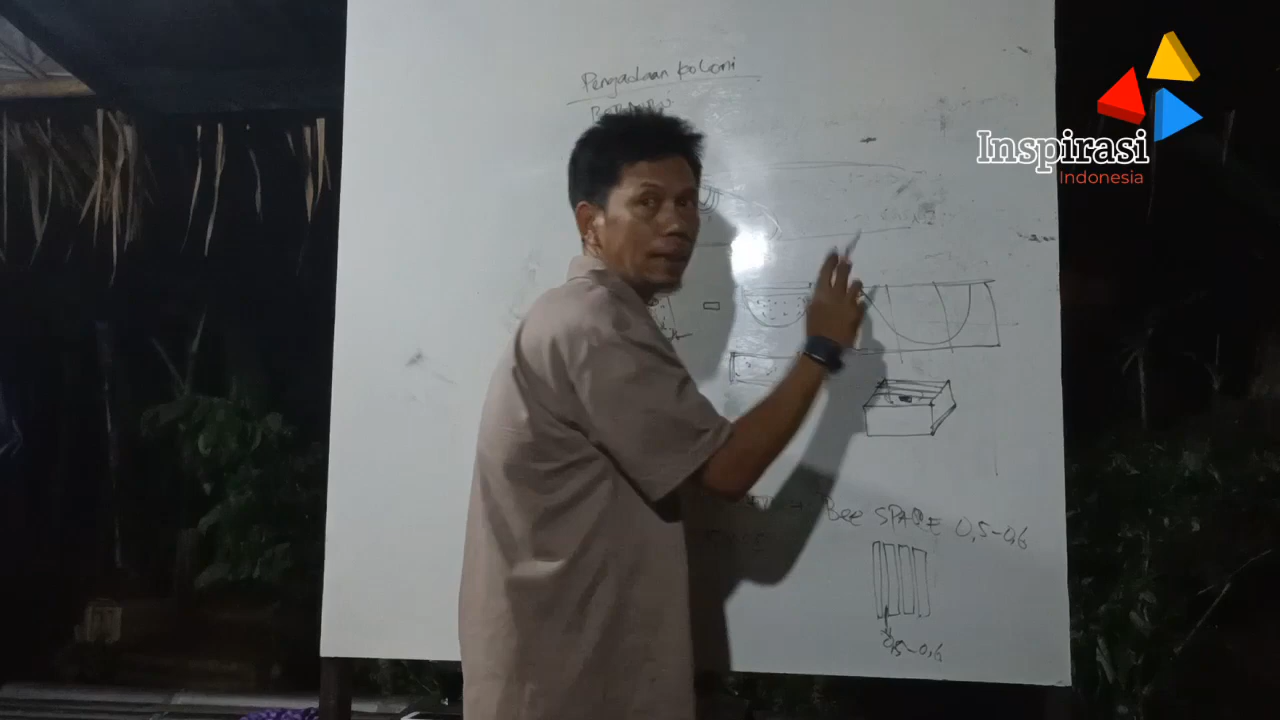 Pengadaan koloni
Inspirasi
Indonesia
Bee SPACE 0,5-0,6
0,5-0,6